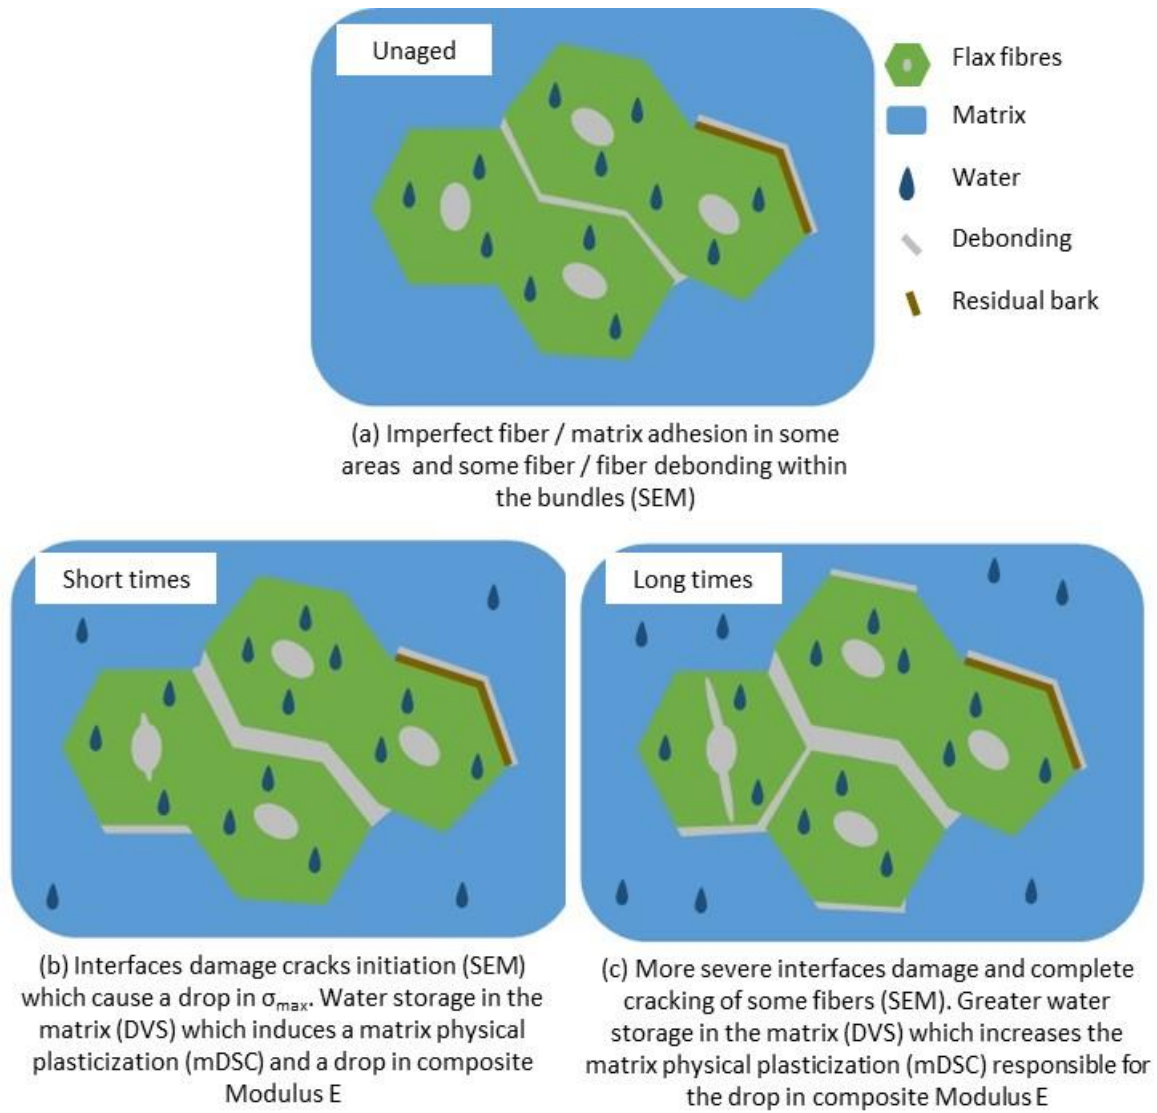 Unaged
Flax fibres
Matrix
Water
Debonding
Residual bark
(a) Imperfect fiber / matrix adhesion in some
areas and some fiber / fiber debonding within
the bundles (SEM)
Short times
(b) Interfaces damage cracks initiation (SEM)
which cause a drop in σmax. Water storage in the
matrix (DVS) which induces a matrix physical
plasticization (mDSC) and a drop in composite
Modulus E
Long times
(c) More severe interfaces damage and complete
cracking of some fibers (SEM). Greater water
storage in the matrix (DVS) which increases the
matrix physical plasticization (mDSC) responsible for
the drop in composite Modulus E